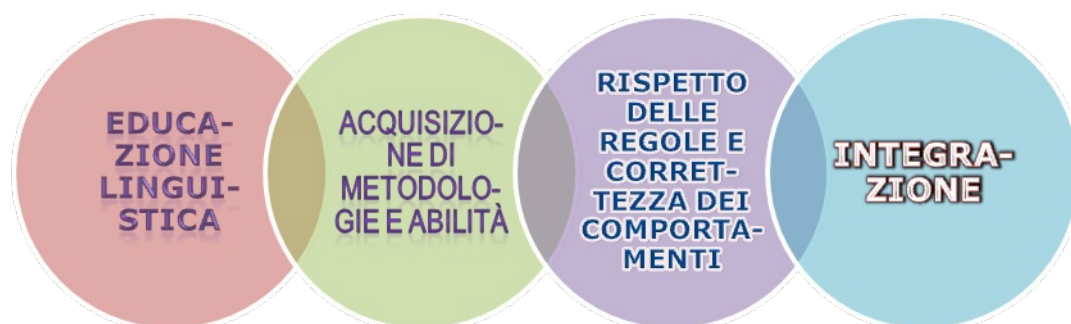 EDUCA-
ZIONE
LINGUI-
STICA
ACQUISIZIO-
NE DI
METODOLO-
GIE E ABILITÀ
RISPETTO
DELLE
REGOLE E
CORRET-
TEZZA DEI
COMPORTA-
MENTI
INTEGRA-
ZIONE